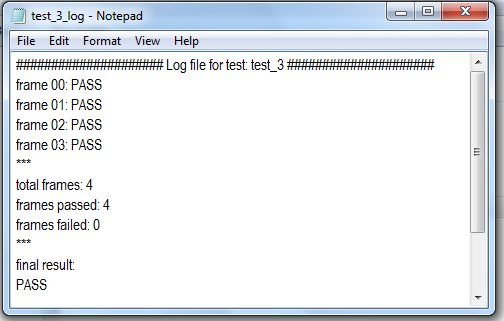 test_3_log - Notepad
File Edit Format View Help
##################### Log file for test: test_3 #####################
frame 00: PASS
frame 01: PASS
frame 02: PASS
frame 03: PASS
***
total frames: 4
frames passed: 4
frames failed: 0
***
final result:
PASS